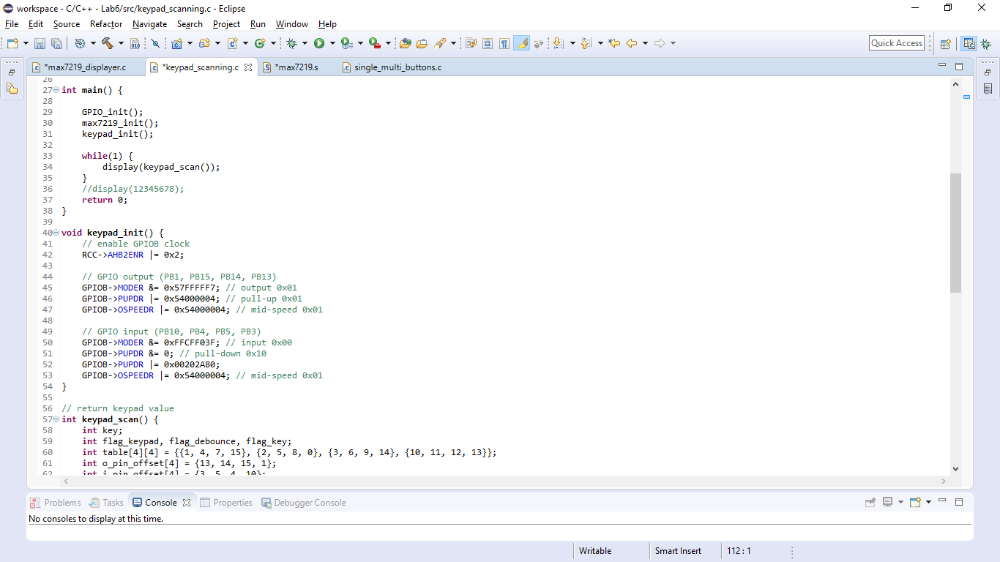 workspace - C/C++ - Lab6/src/keypad_scanning.c - Eclipse
File Edit Source Refactor Navigate Search Project Run Window Help
Quick Access
*max7219_displayer.c *keypad_scanning.c *max7219.s single_multi_buttons.c
26
27 int main() {
28
29 GPIO_init();
30 max7219_init();
31 keypad_init();
32
33 while(1) {
34 display(keypad_scan());
35 }
36 //display(12345678);
37 return 0;
38 }
39
40 void keypad_init() {
41 // enable GPIOB clock
42 RCC->AHB2ENR |= 0x2;
43
44 // GPIO output (PB1, PB15, PB14, PB13)
45 GPIOB->MODER &= 0x57FFFFF7; // output 0x01
46 GPIOB->PUPDR |= 0x54000004; // pull-up 0x01
47 GPIOB->OSPEEDR |= 0x54000004; // mid-speed 0x01
48
49 // GPIO input (PB10, PB4, PB5, PB3)
50 GPIOB->MODER &= 0xFFCFF03F; // input 0x00
51 GPIOB->PUPDR &= 0; // pull-down 0x10
52 GPIOB->PUPDR |= 0x00202A80;
53 GPIOB->OSPEEDR |= 0x54000004; // mid-speed 0x01
54 }
55
56 // return keypad value
57 int keypad_scan() {
58 int key;
59 int flag_keypad, flag_debounce, flag_key;
60 int table[4][4] = {{1, 4, 7, 15}, {2, 5, 8, 0}, {3, 6, 9, 14}, {10, 11, 12, 13}};
61 int o_pin_offset[4] = {13, 14, 15, 1};
62 int i_pin_offset[4] = {3, 5, 4, 10};
Problems Tasks Console Properties Debugger Console
No consoles to display at this time.
Writable Smart Insert 112 : 1